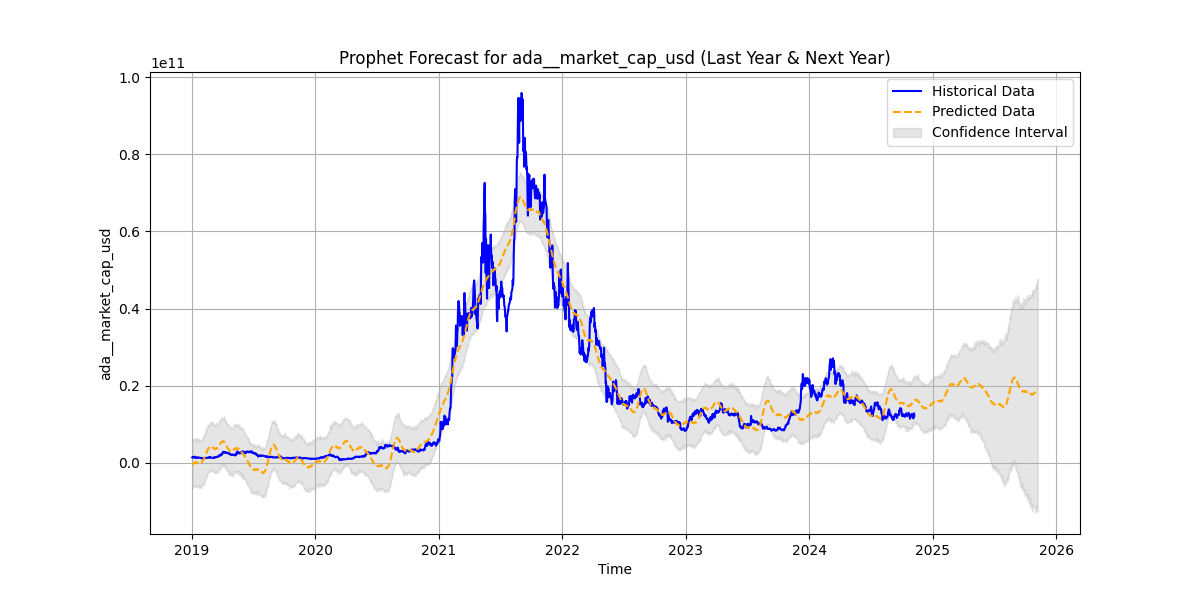 Prophet Forecast for ada__market_cap_usd (Last Year & Next Year)
1e11
1.0
0.8
0.6
0.4
0.2
0.0
ada__market_cap_usd
Historical Data
Predicted Data
Confidence Interval
2019 2020 2021 2022 2023 2024 2025 2026
Time